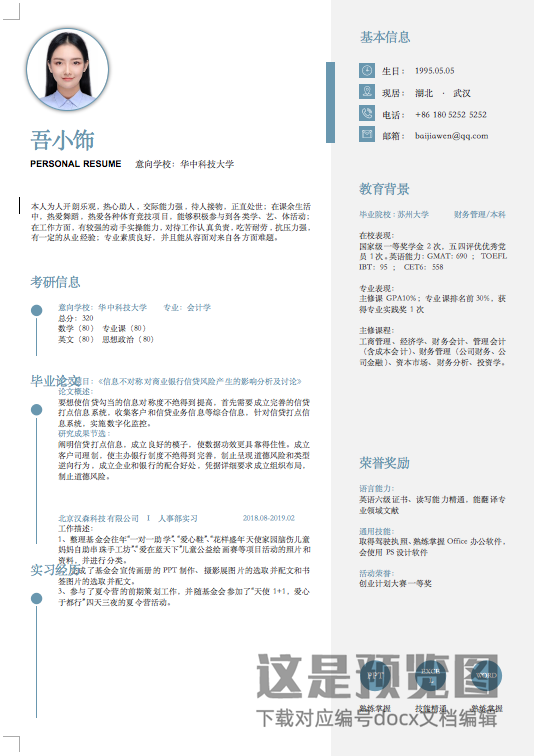 吾小饰
PERSONAL RESUME 意向学校：华中科技大学
本人为人开朗乐观，热心助人，交际能力强，待人接物，正直处世；在课余生活
中，热爱舞蹈，热爱各种体育竞技项目，能够积极参与到各类学、艺、体活动；
在工作方面，有较强的动手实操能力，对待工作认真负责，吃苦耐劳，抗压力强，
有一定的从业经验；专业素质良好，并且能从容面对来自各方面难题。
考研信息
意向学校：华中科技大学 专业：会计学
总分：320
数学（80） 专业课（80）
英文（80） 思想政治（80）
毕业论文
论文题目：《信息不对称对商业银行信贷风险产生的影响分析及讨论》
论文概述：
要想使信贷勾当的信息对称度不绝得到提高，首先需要成立完善的信贷
打点信息系统，收集客户和信贷业务信息等综合信息，针对信贷打点信
息系统，实施数字化监控。
研究成果节选：
阐明信贷打点信息，成立良好的模子，使数据功效更具靠得住性。成立
客户司理制，使主办银行制度不绝得到完善，制止呈现道德风险和类型
逆向行为，成立企业和银行的配合好处，凭据详细要求成立组织布局，
制止道德风险。
北京汉淼科技有限公司 I 人事部实习 2018.08-2019.02
工作描述：
1、整理基金会往年“一对一助学”、“爱心鞋”、“花样盛年天使家园脑伤儿童
妈妈自助串珠手工坊”、“爱在蓝天下”儿童公益绘画赛等项目活动的照片和
资料，并进行分类。
实习经历
2、完成了基金会宣传画册的 PPT 制作、摄影展图片的选取并配文和书
签图片的选取并配文。
3、参与了夏令营的前期策划工作，并随基金会参加了“天使 1+1，爱心
于都行”四天三夜的夏令营活动。
基本信息
生日： 1995.05.05
现居： 湖北 · 武汉
电话： +86 180 5252 5252
邮箱： baijiawen@qq.com
教育背景
毕业院校：苏州大学 财务管理/本科
在校表现：
国家级一等奖学金 2 次，五四评优优秀党
员 1 次。英语能力：GMAT：690 ； TOEFL
IBT：95 ； CET6：558
专业表现：
主修课 GPA10%；专业课排名前 30%，获
得专业实践奖 1 次
主修课程：
工商管理、经济学、财务会计、管理会计
（含成本会计）、财务管理（公司财务、公
司金融）、资本市场、财务分析、投资学。
荣誉奖励
语言能力：
英语六级证书、读写能力精通，能翻译专
业领域文献
通用技能：
取得驾驶执照、熟练掌握 Office 办公软件，
会使用 PS 设计软件
活动荣誉：
创业计划大赛一等奖
PPT EXCEL WORD
熟练掌握 技能精通 熟练掌握
这是预览图
下载对应编号docx文档编辑